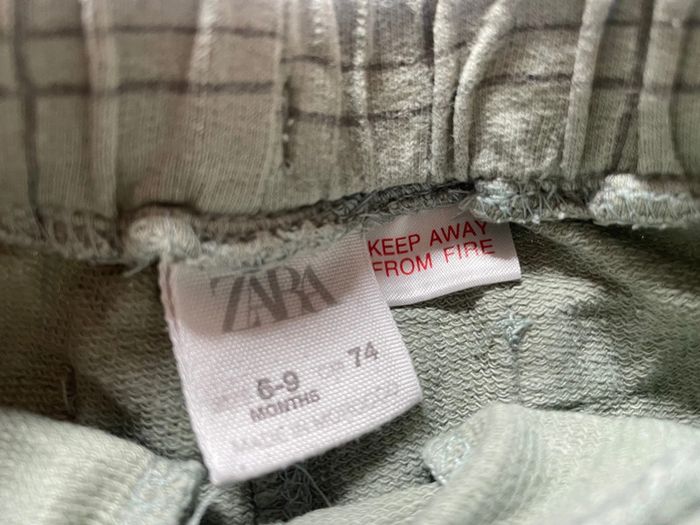 ZARA
KEEP AWAY
FROM FIRE
6-9
74
MONTHS
MADE IN MOROCCO